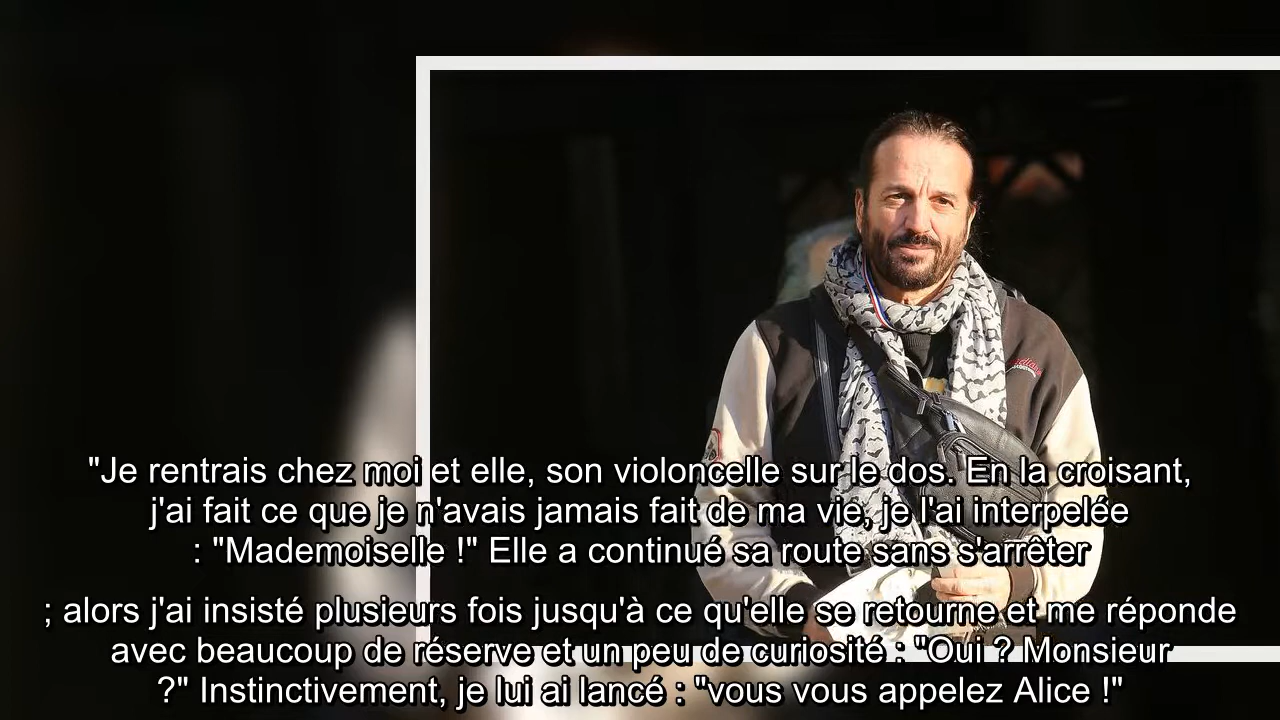 "Je rentrais chez moi et elle, son violoncelle sur le dos. En la croisant,
j'ai fait ce que je n'avais jamais fait de ma vie, je l'ai interpelée
: "Mademoiselle !" Elle a continué sa route sans s'arrêter
; alors j'ai insisté plusieurs fois jusqu'à ce qu'elle se retourne et me réponde
avec beaucoup de réserve et un peu de curiosité : "Oui ? Monsieur
?" Instinctivement, je lui ai lancé : "vous vous appelez Alice !"